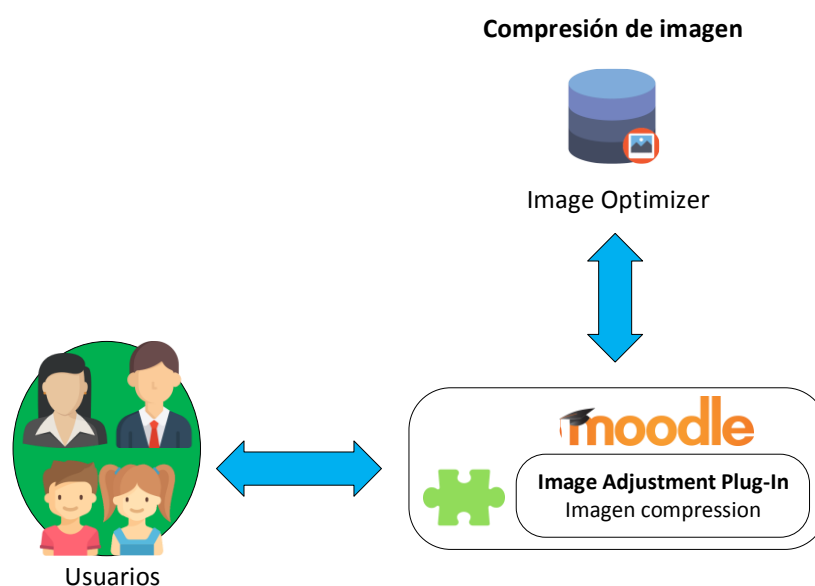 Compresión de imagen
Image Optimizer
moodle
Image Adjustment Plug-In
Imagen compression
Usuarios